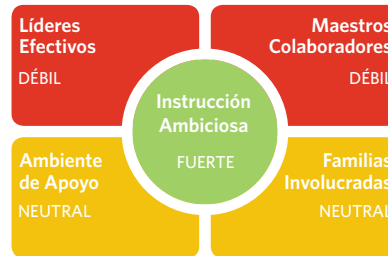 Líderes
Efectivos
DÉBIL
Maestros
Colaboradores
DÉBIL
Instrucción
Ambiciosa
FUERTE
Ambiente
de Apoyo
NEUTRAL
Familias
Involucradas
NEUTRAL